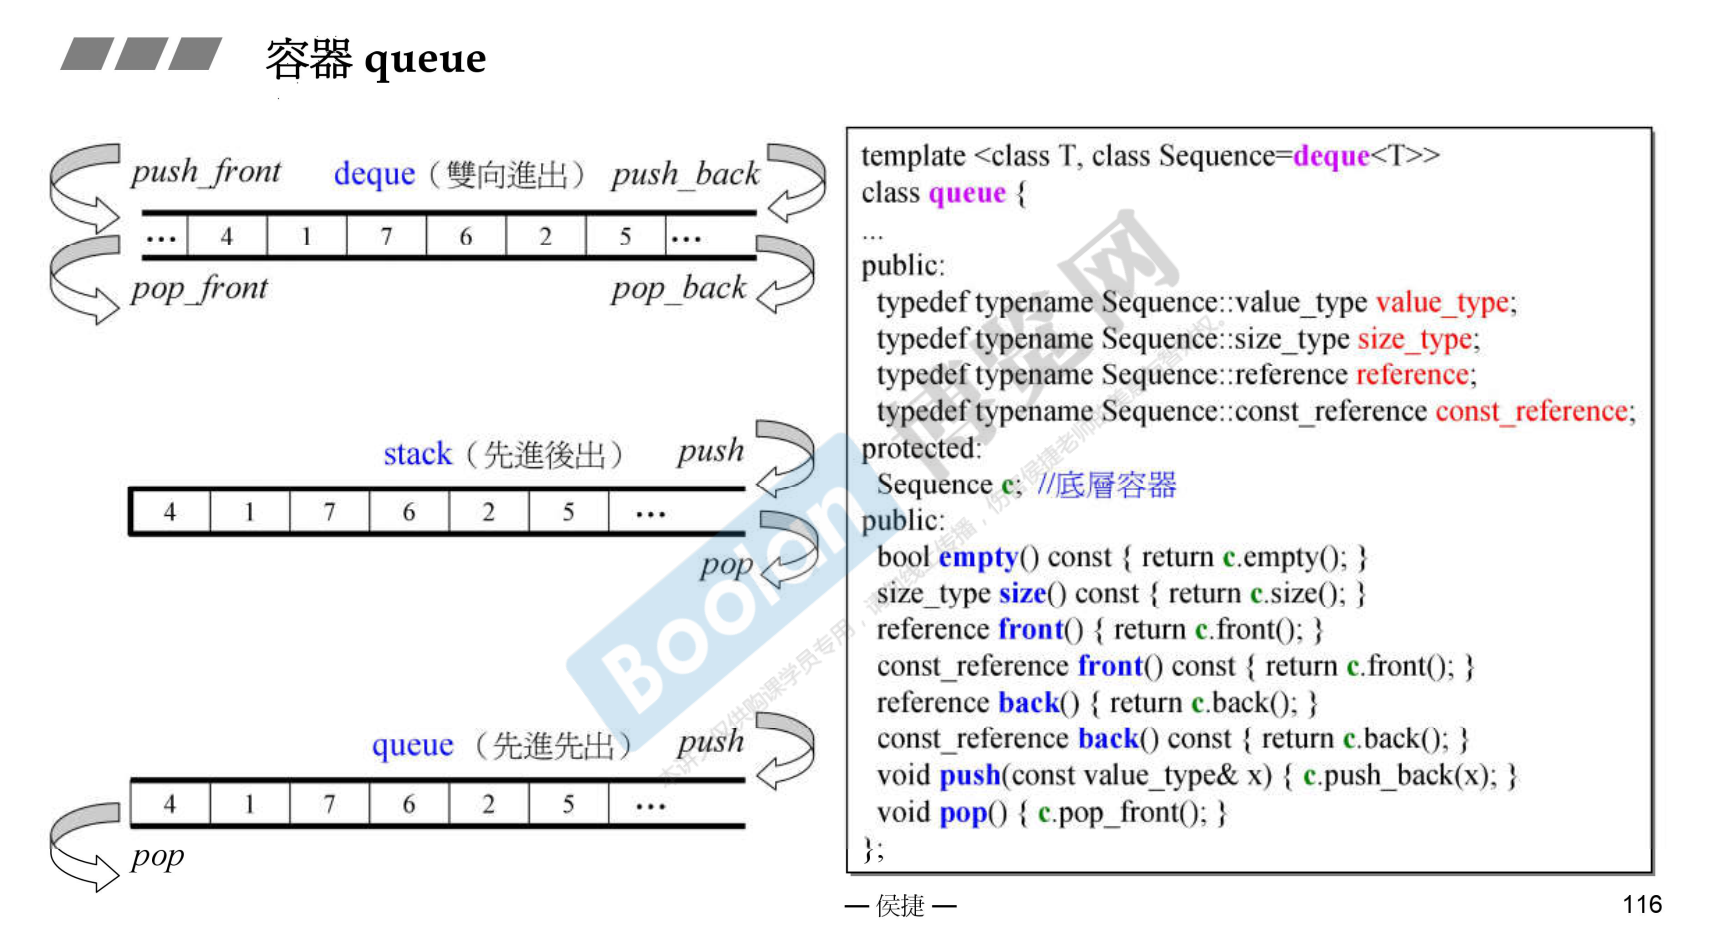 容器 queue
push_front deque（雙向進出） push_back
... 4 1 7 6 2 5 ...
pop_front pop_back
stack（先進後出） push
4 1 7 6 2 5 ...
pop
queue （先進先出） push
4 1 7 6 2 5 ...
pop
template <class T, class Sequence=deque<T>>
class queue {
...
public:
typedef typename Sequence::value_type value_type;
typedef typename Sequence::size_type size_type;
typedef typename Sequence::reference reference;
typedef typename Sequence::const_reference const_reference;
protected:
Sequence c; //底層容器
public:
bool empty() const { return c.empty(); }
size_type size() const { return c.size(); }
reference front() { return c.front(); }
const_reference front() const { return c.front(); }
reference back() { return c.back(); }
const_reference back() const { return c.back(); }
void push(const value_type& x) { c.push_back(x); }
void pop() { c.pop_front(); }
};
Boolan
博览网
— 侯捷 —
116